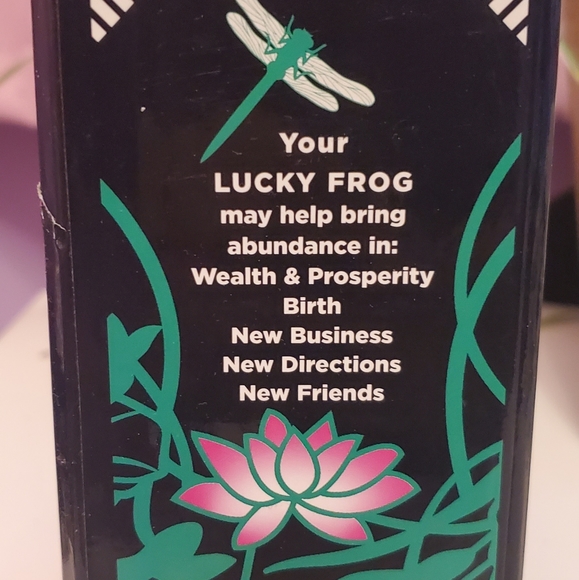 Your
LUCKY FROG
may help bring
abundance in:
Wealth & Prosperity
Birth
New Business
New Directions
New Friends